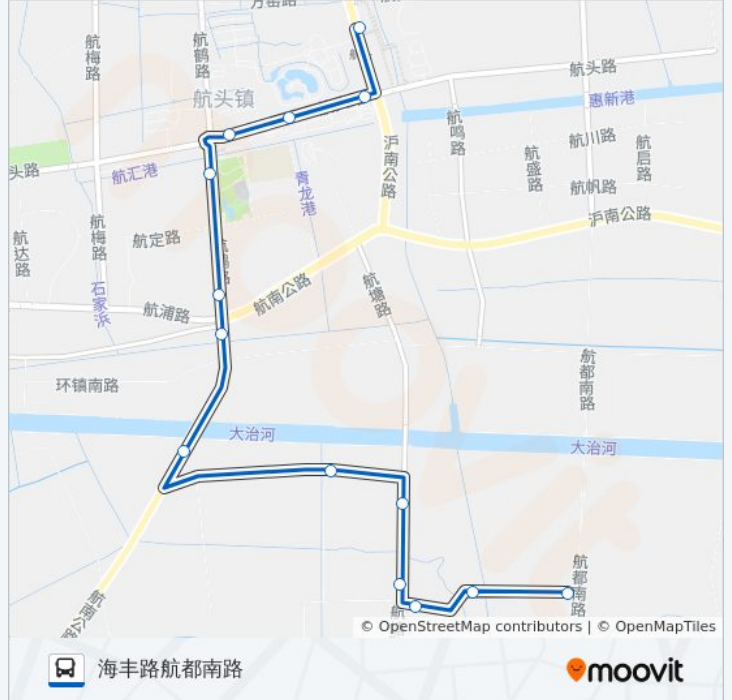 航梅路
航鹤路
航头镇
航头路
惠新港
航鸣路
航川路
沪南公路
航盛路
航启路
头路
航汇港
青龙港
航帆路
沪南公路
航梅路
航定路
航达路
石家浜
航浦路
航南公路
航塘路
环镇南路
航都南路
大治河
大治河
航都南路
航南公路
© OpenStreetMap contributors | © OpenMapTiles
海丰路航都南路
moovit